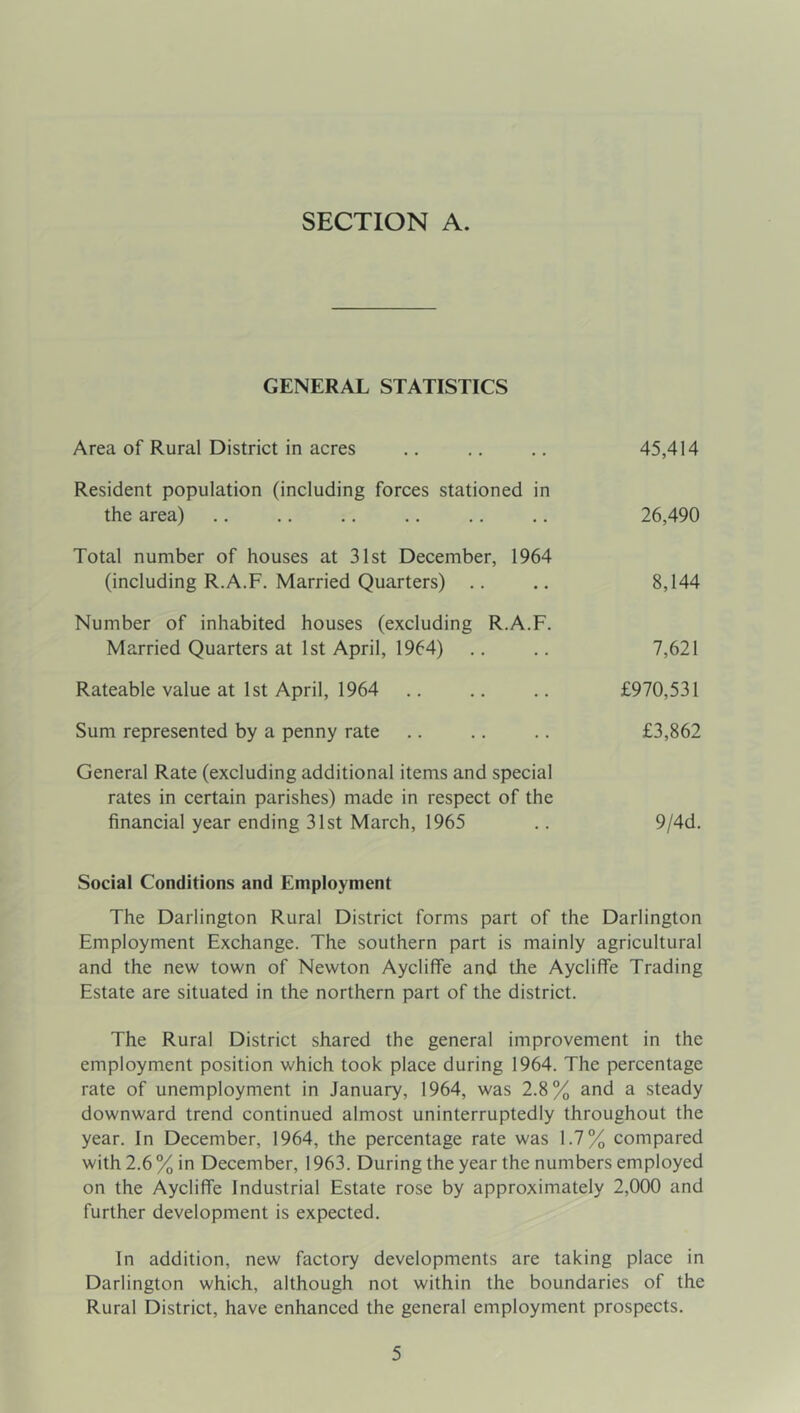 SECTION A.
GENERAL STATISTICS
Area of Rural District in acres .. .. .. 45,414
Resident population (including forces stationed in
the area) .. .. .. .. .. .. 26,490
Total number of houses at 31st December, 1964
(including R.A.F. Married Quarters) .. .. 8,144
Number of inhabited houses (excluding R.A.F.
Married Quarters at 1st April, 1964) .. .. 7,621
Rateable value at 1st April, 1964 .. .. .. £970,531
Sum represented by a penny rate .. .. .. £3,862
General Rate (excluding additional items and special
rates in certain parishes) made in respect of the
financial year ending 31st March, 1965 .. 9/4d.
Social Conditions and Employment
The Darlington Rural District forms part of the Darlington
Employment Exchange. The southern part is mainly agricultural
and the new town of Newton Aycliffe and the Aycliffe Trading
Estate are situated in the northern part of the district.
The Rural District shared the general improvement in the
employment position which took place during 1964. The percentage
rate of unemployment in January, 1964, was 2.8% and a steady
downward trend continued almost uninterruptedly throughout the
year. In December, 1964, the percentage rate was 1.7% compared
with 2.6% in December, 1963. During the year the numbers employed
on the Aycliffe Industrial Estate rose by approximately 2,000 and
further development is expected.
In addition, new factory developments are taking place in
Darlington which, although not within the boundaries of the
Rural District, have enhanced the general employment prospects.
5